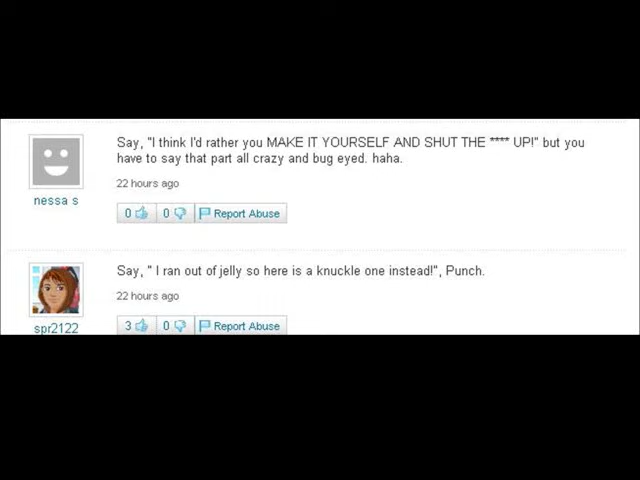 Say, "I think I'd rather you MAKE IT YOURSELF AND SHUT THE **** UP!" but you
have to say that part all crazy and bug eyed. haha.
22 hours ago
nessa s
0 0 Report Abuse
Say, " I ran out of jelly so here is a knuckle one instead!", Punch.
22 hours ago
spr2122
3 0 Report Abuse